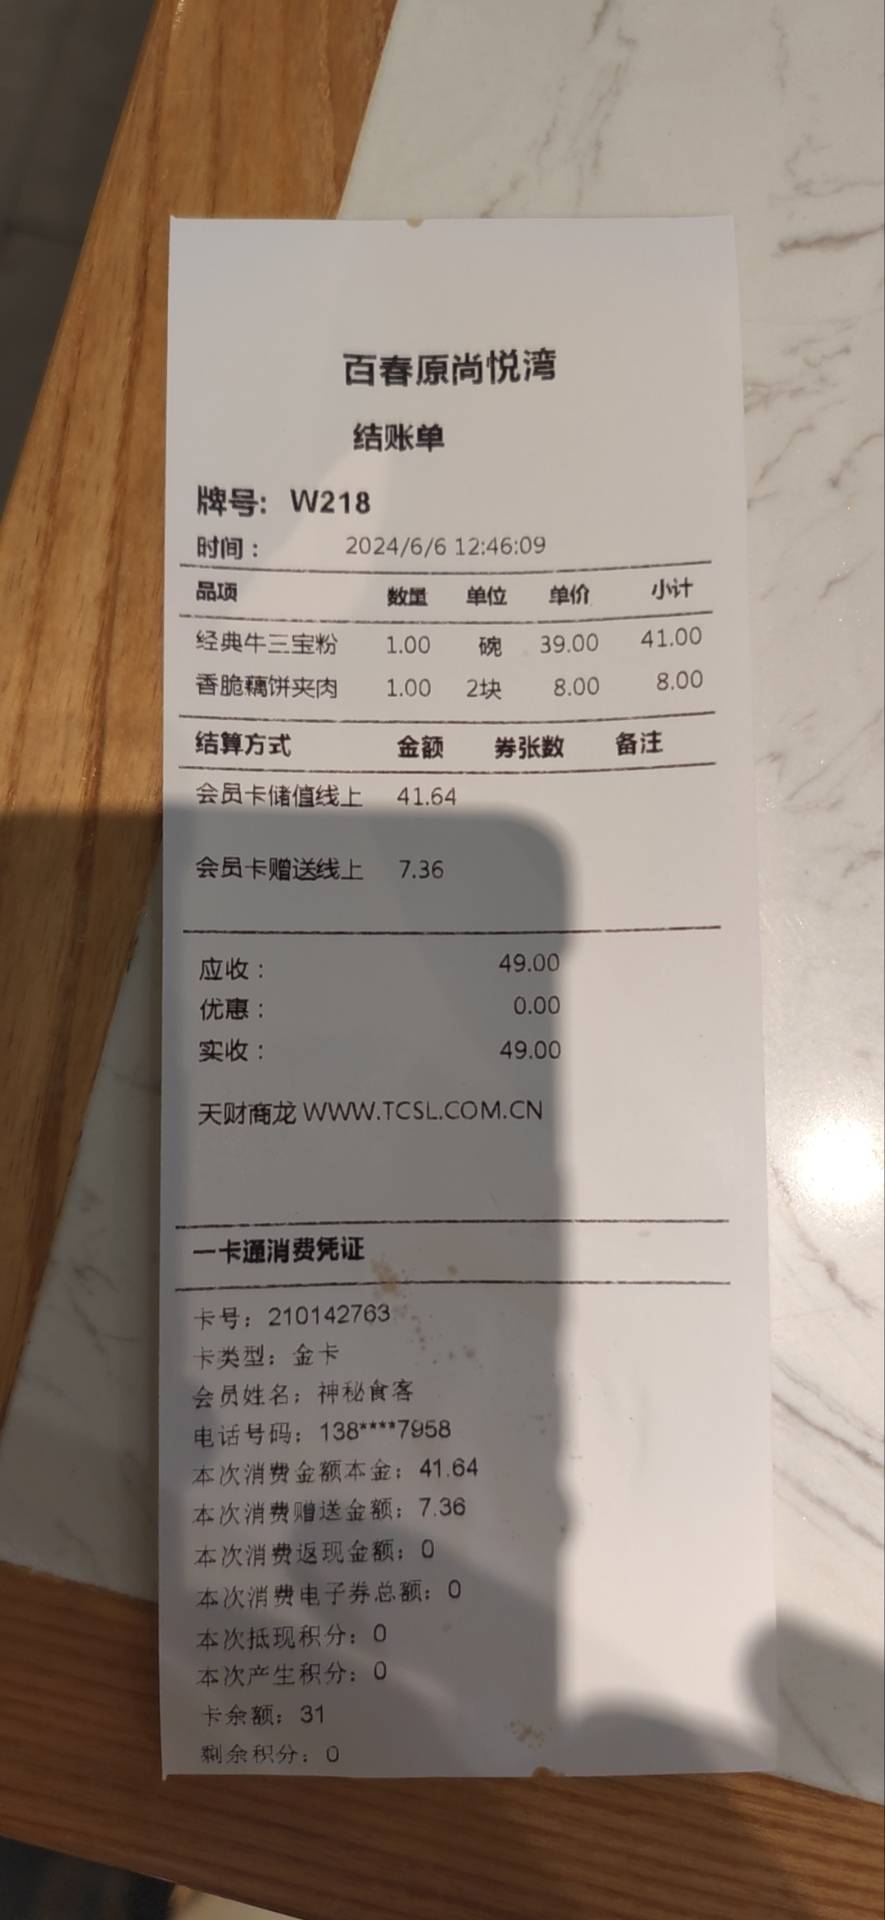 百春原尚悦湾
结账单
牌号: W218
时间： 2024/6/6 12:46:09
品项 数量 单位 单价 小计
经典牛三宝粉 1.00 碗 39.00 41.00
香脆藕饼夹肉 1.00 2块 8.00 8.00
结算方式 金额 券张数 备注
会员卡储值线上 41.64
会员卡赠送线上 7.36
应收： 49.00
优惠： 0.00
实收： 49.00
天财商龙 WWW.TCSL.COM.CN
一卡通消费凭证
卡号：210142763
卡类型：金卡
会员姓名：神秘食客
电话号码：138****7958
本次消费金额本金：41.64
本次消费赠送金额：7.36
本次消费返现金额：0
本次消费电子券总额：0
本次抵现积分：0
本次产生积分：0
卡余额：31
剩余积分：0